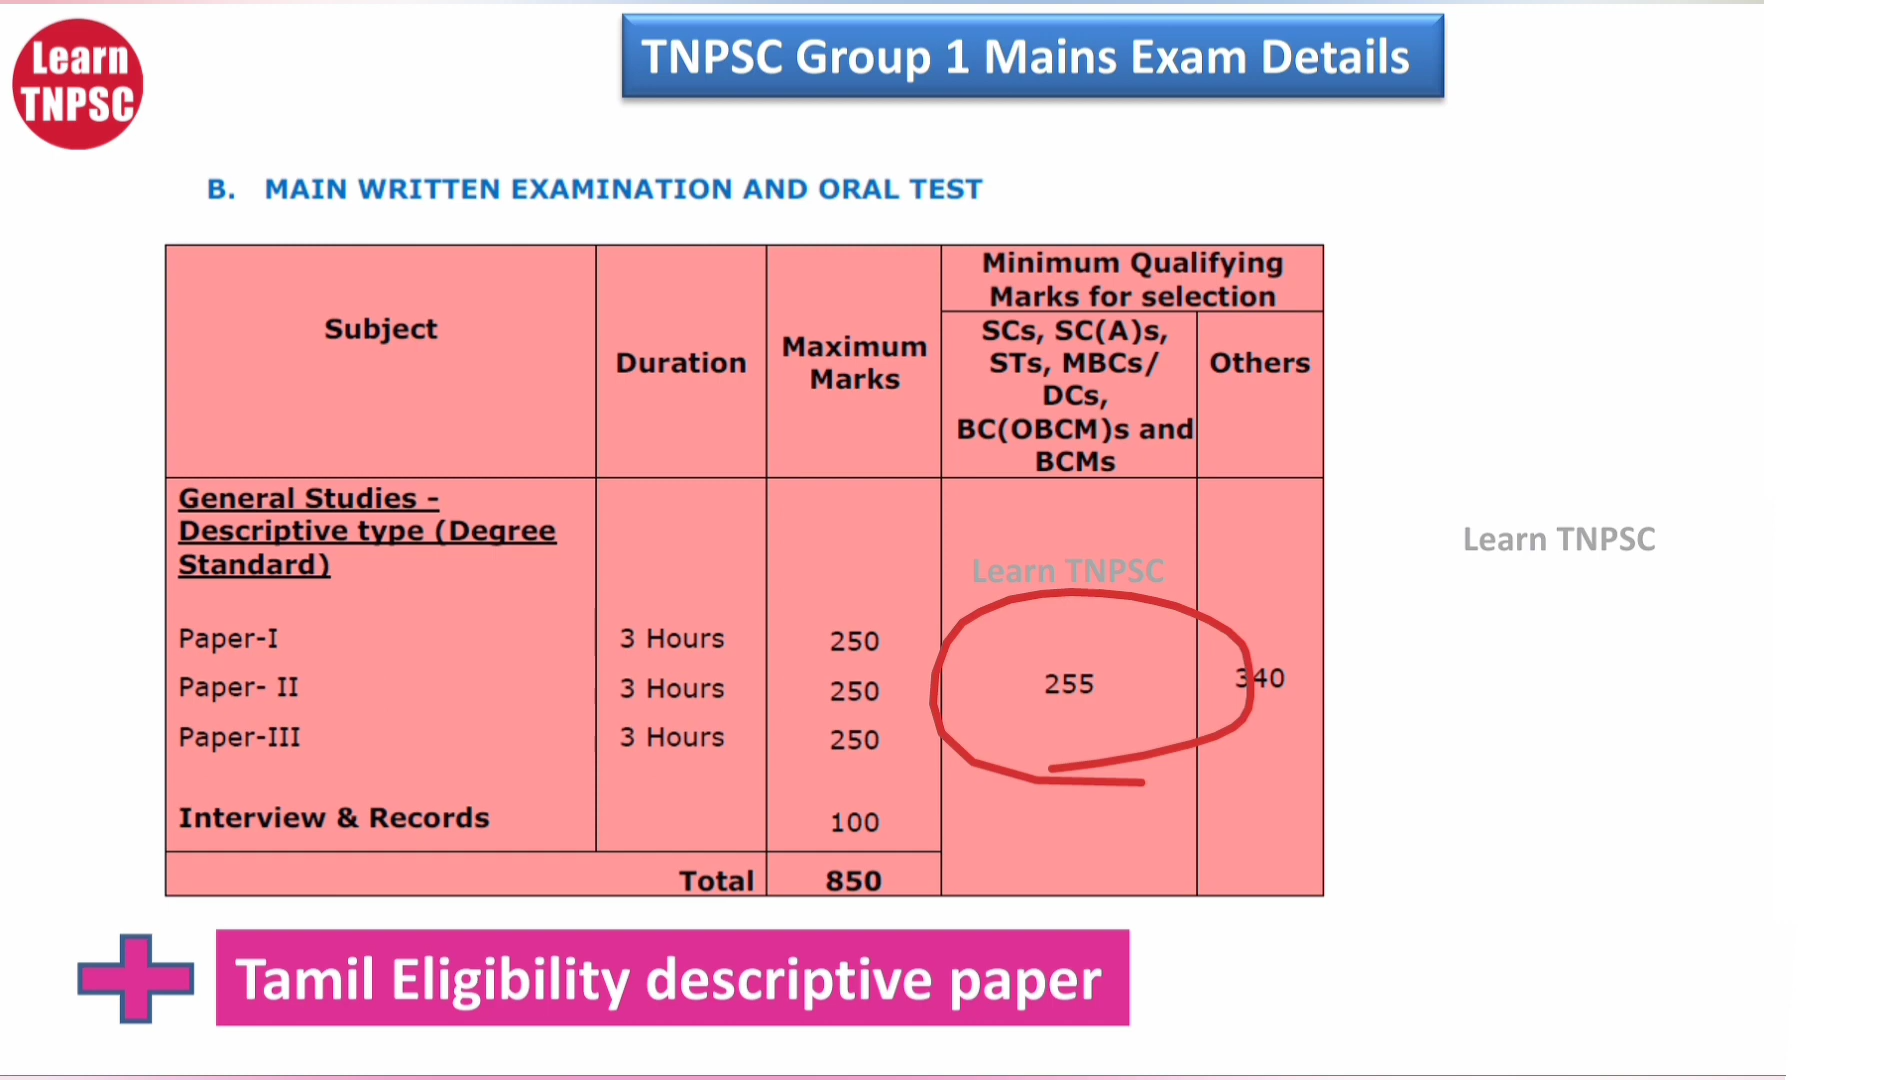 Learn
TNPSC
TNPSC Group 1 Mains Exam Details
B. MAIN WRITTEN EXAMINATION AND ORAL TEST
Subject
Duration
Maximum
Marks
Minimum Qualifying
Marks for selection
SCs, SC(A)s,
STs, MBCs/
DCs,
BC(OBCM)s and
BCMs
Others
General Studies -
Descriptive type (Degree
Standard)
Learn TNPSC
Learn TNPSC
Paper-I 3 Hours 250
Paper- II 3 Hours 250 255 340
Paper-III 3 Hours 250
Interview & Records 100
Total 850
Tamil Eligibility descriptive paper